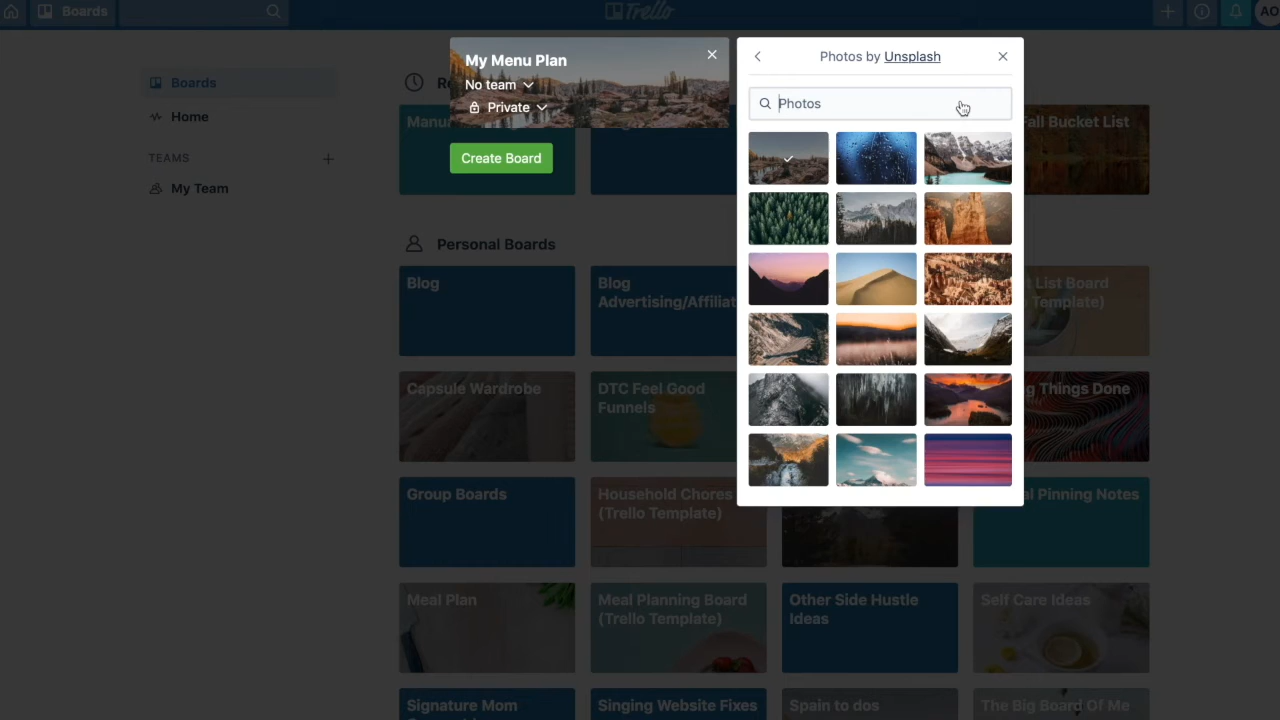 Boards
Trello
AO
My Menu Plan
No team
Private
Create Board
Photos by Unsplash
Photos
Boards
Home
TEAMS
My Team
Fall Bucket List
Personal Boards
Blog
Blog
List Board
Template)
Capsule Wardrobe
DTC Feel Good
Funnels
Things Done
Group Boards
Household Chores
(Trello Template)
Pinning Notes
Meal Plan
Meal Planning Board
(Trello Template)
Other Side Hustle
Ideas
Self Care Ideas
Signature Mom
Singing Website Fixes
Spain to dos
The Big Board Of Me